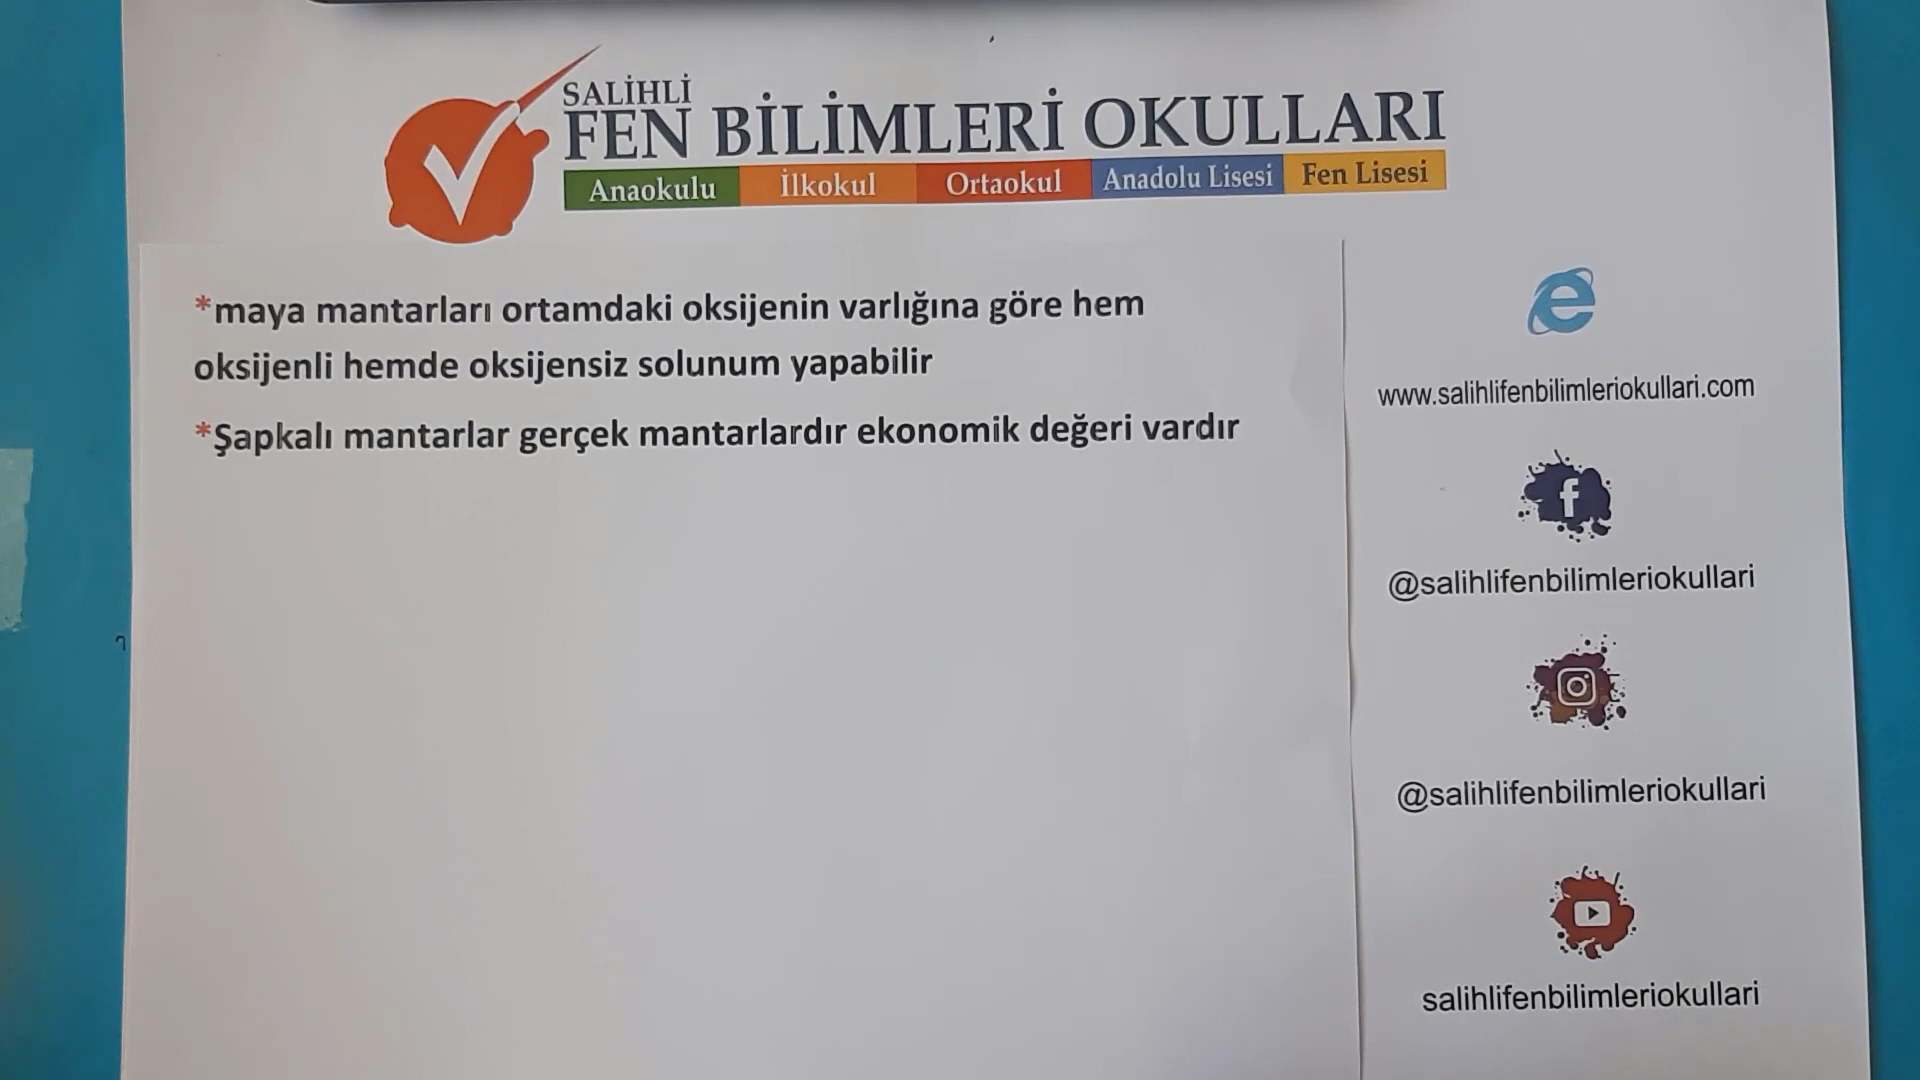 SALİHLİ
FEN BİLİMLERİ OKULLARI
Anaokulu İlkokul Ortaokul Anadolu Lisesi Fen Lisesi
*maya mantarları ortamdaki oksijenin varlığına göre hem
oksijenli hemde oksijensiz solunum yapabilir
*Şapkalı mantarlar gerçek mantarlardır ekonomik değeri vardır
www.salihlifenbilimleriokullari.com
@salihlifenbilimleriokullari
@salihlifenbilimleriokullari
salihlifenbilimleriokullari